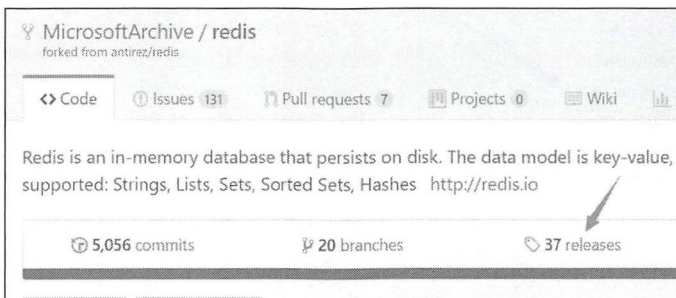 MicrosoftArchive / redis
forked from antirez/redis
Code Issues 131 Pull requests 7 Projects 0 Wiki
Redis is an in-memory database that persists on disk. The data model is key-value,
supported: Strings, Lists, Sets, Sorted Sets, Hashes http://redis.io
5,056 commits 20 branches 37 releases